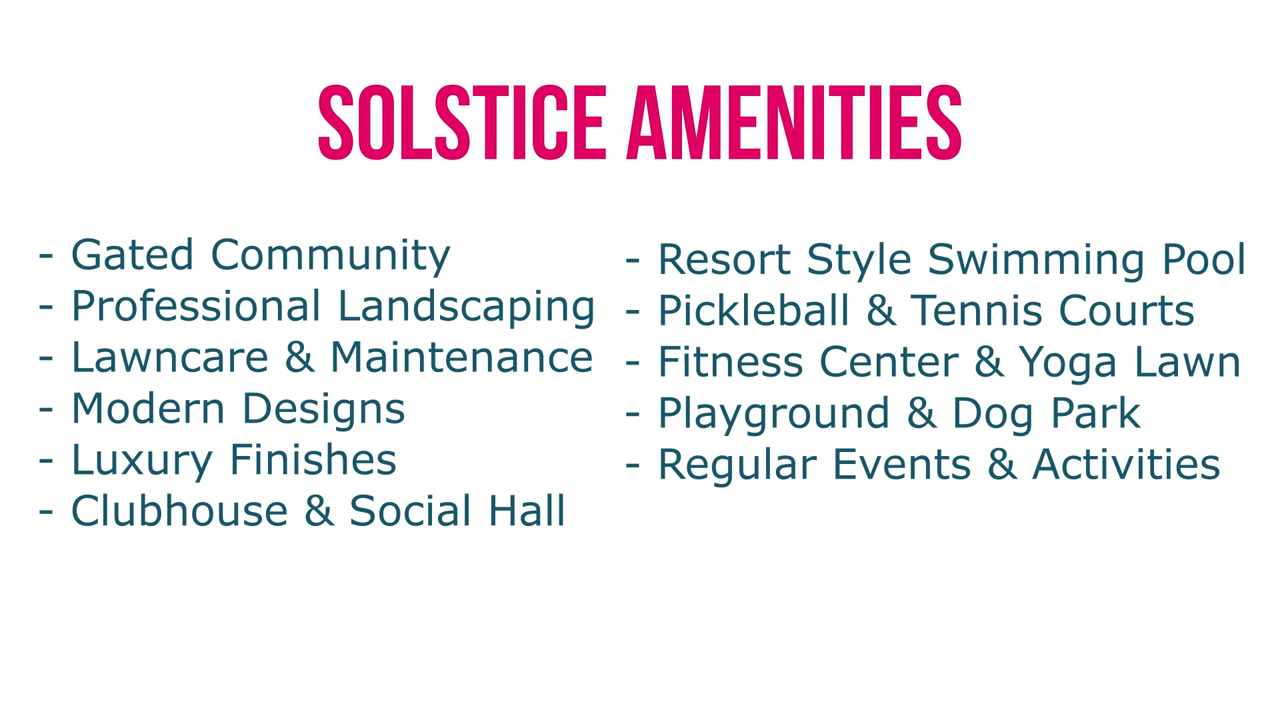 SOLSTICE AMENITIES
- Gated Community
- Professional Landscaping
- Lawncare & Maintenance
- Modern Designs
- Luxury Finishes
- Clubhouse & Social Hall
- Resort Style Swimming Pool
- Pickleball & Tennis Courts
- Fitness Center & Yoga Lawn
- Playground & Dog Park
- Regular Events & Activities